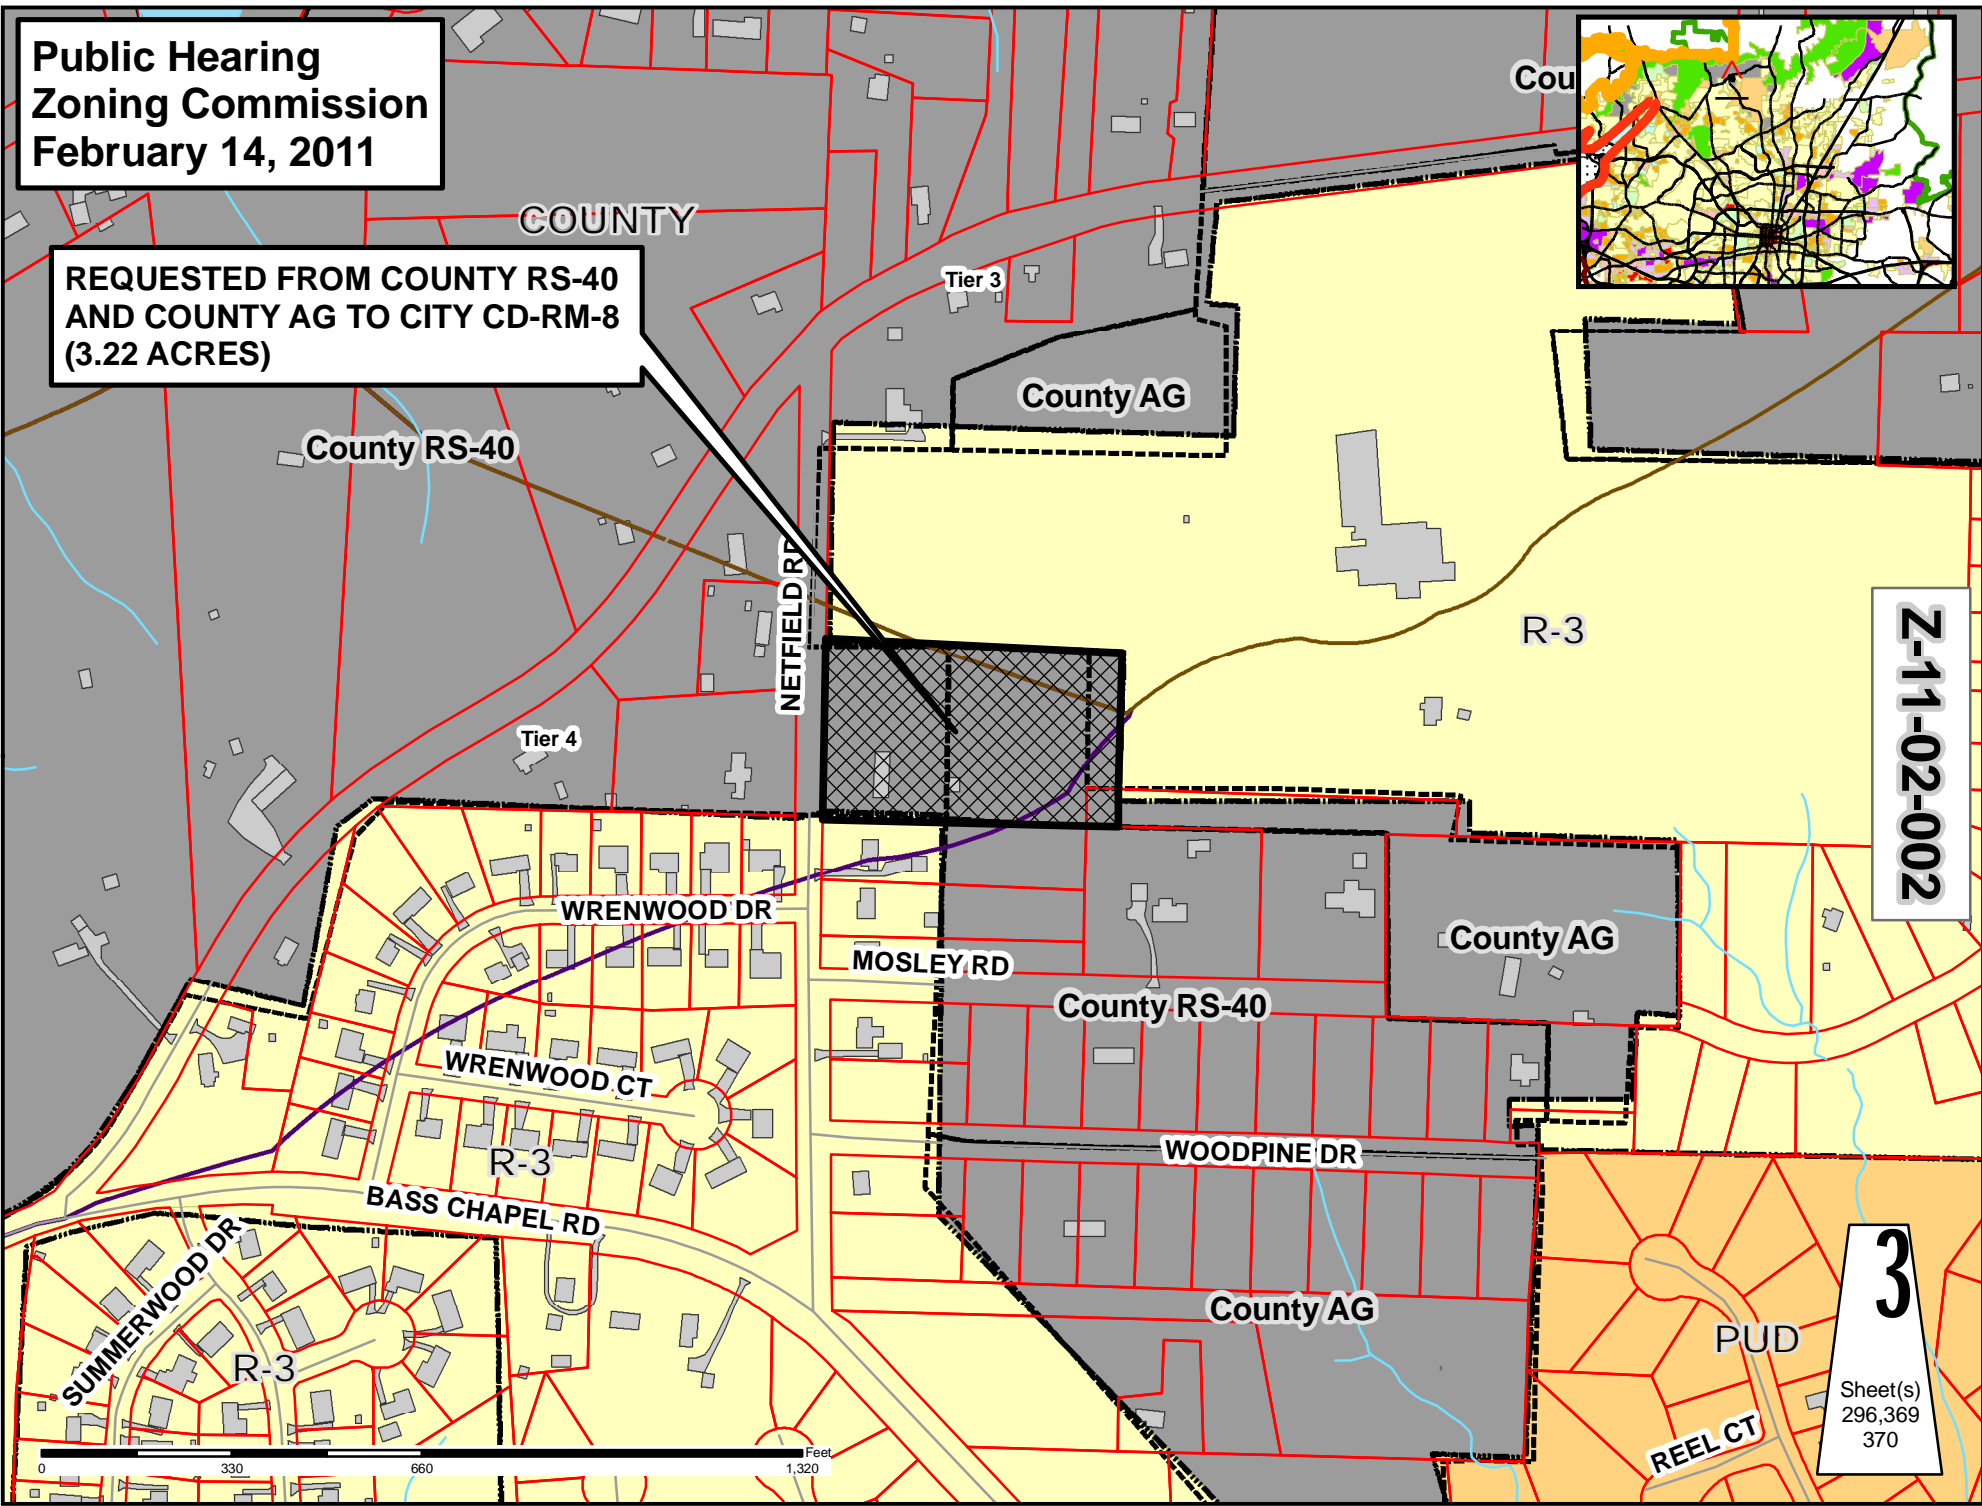 Public Hearing
Zoning Commission
February 14, 2011
Cou
COUNTY
REQUESTED FROM COUNTY RS-40
AND COUNTY AG TO CITY CD-RM-8
(3.22 ACRES)
Tier 3
County AG
County RS-40
NETFIELD RD
R-3
Z-11-02-002
Tier 4
WRENWOOD DR
MOSLEY RD
County AG
County RS-40
WRENWOOD CT
R-3
WOODPINE DR
BASS CHAPEL RD
SUMMERWOOD DR
R-3
County AG
PUD
REEL CT
3
Sheet(s)
296,369
370
Feet
0 330 660 1,320